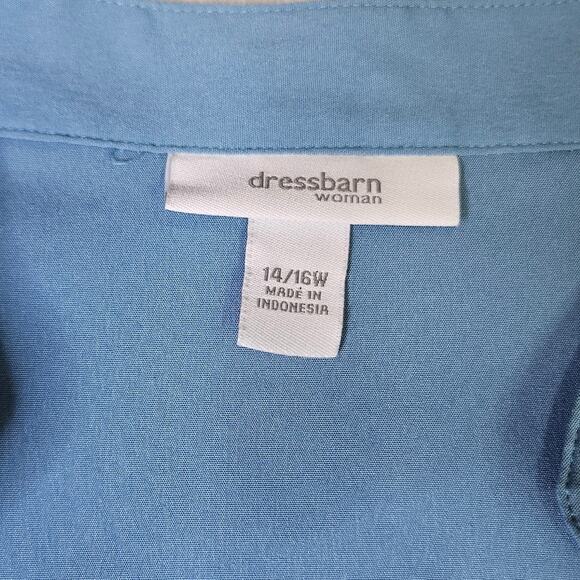 dressbarn
woman
14/16W
MADE IN
INDONESIA